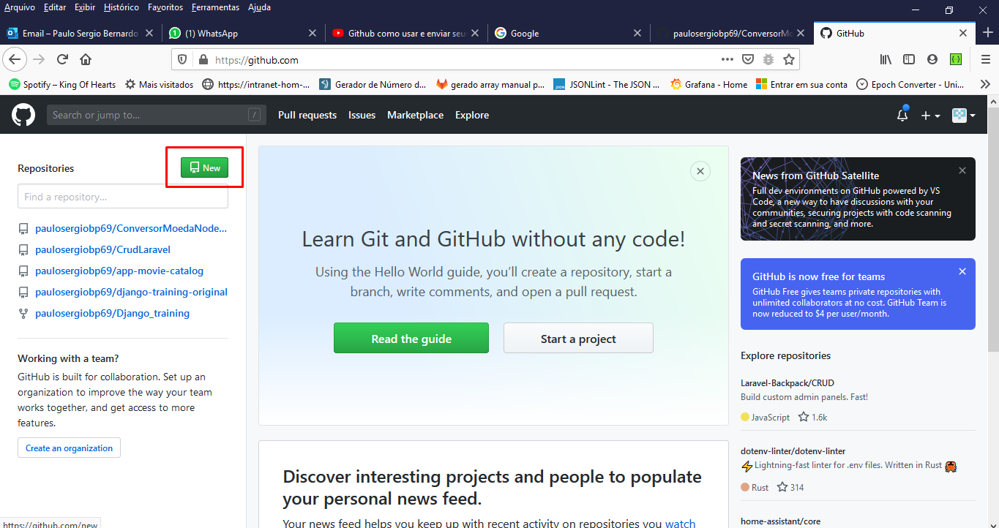 Arquivo Editar Exibir Histórico Favoritos Ferramentas Ajuda
Email – Paulo Sergio Bernardo
(1) WhatsApp
Github como usar e enviar seu
Google
paulosergiobp69/ConversorMo
GitHub
https://github.com
Spotify – King Of Hearts
Mais visitados
https://intranet-hom-...
Gerador de Número d...
gerado array manual p...
JSONLint - The JSON ...
Grafana - Home
Entrar em sua conta
Epoch Converter - Uni...
Search or jump to...
/
Pull requests Issues Marketplace Explore
Repositories
New
Find a repository...
paulosergiobp69/ConversorMoedaNode...
paulosergiobp69/CrudLaravel
paulosergiobp69/app-movie-catalog
paulosergiobp69/django-training-original
paulosergiobp69/Django_training
Working with a team?
GitHub is built for collaboration. Set up an
organization to improve the way your team
works together, and get access to more
features.
Create an organization
https://github.com/new
Learn Git and GitHub without any code!
Using the Hello World guide, you’ll create a repository, start a
branch, write comments, and open a pull request.
Read the guide
Start a project
Discover interesting projects and people to populate
your personal news feed.
Your news feed helps you keep up with recent activity on repositories you watch
News from GitHub Satellite
Full dev environments on GitHub powered by VS
Code, a new way to have discussions with your
communities, securing projects with code scanning
and secret scanning, and more.
GitHub is now free for teams
GitHub Free gives teams private repositories with
unlimited collaborators at no cost. GitHub Team is
now reduced to $4 per user/month.
Explore repositories
Laravel-Backpack/CRUD
Build custom admin panels. Fast!
JavaScript 1.6k
dotenv-linter/dotenv-linter
⚡Lightning-fast linter for .env files. Written in Rust 🦀
Rust 314
home-assistant/core